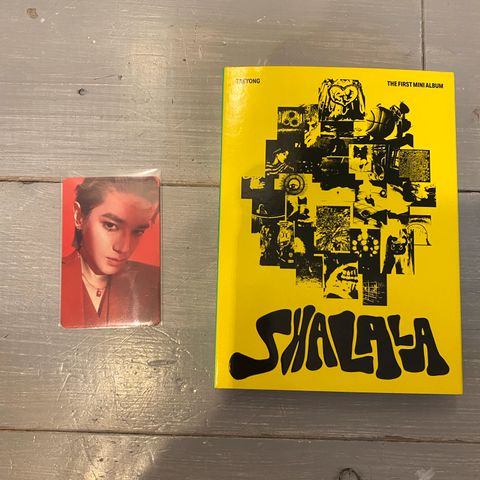 TAEYONG
THE FIRST MINI ALBUM
SHALALA